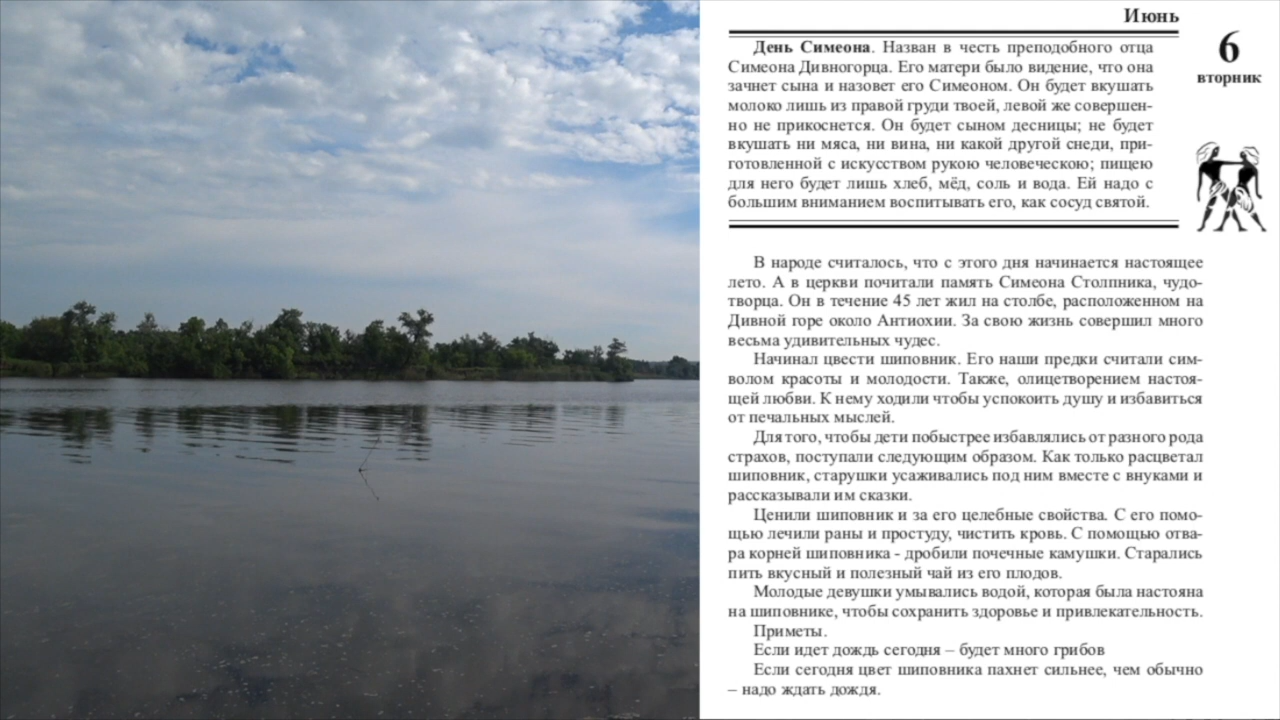 Июнь
6
вторник
День Симеона. Назван в честь преподобного отца
Симеона Дивногорца. Его матери было видение, что она
зачнет сына и назовет его Симеоном. Он будет вкушать
молоко лишь из правой груди твоей, левой же совершен-
но не прикоснется. Он будет сыном десницы; не будет
вкушать ни мяса, ни вина, ни какой другой снеди, при-
готовленной с искусством рукою человеческою; пищею
для него будет лишь хлеб, мёд, соль и вода. Ей надо с
большим вниманием воспитывать его, как сосуд святой.
В народе считалось, что с этого дня начинается настоящее
лето. А в церкви почитали память Симеона Столпника, чудо-
творца. Он в течение 45 лет жил на столбе, расположенном на
Дивной горе около Антиохии. За свою жизнь совершил много
весьма удивительных чудес.
Начинал цвести шиповник. Его наши предки считали сим-
волом красоты и молодости. Также, олицетворением настоя-
щей любви. К нему ходили чтобы успокоить душу и избавиться
от печальных мыслей.
Для того, чтобы дети побыстрее избавлялись от разного рода
страхов, поступали следующим образом. Как только расцветал
шиповник, старушки усаживались под ним вместе с внуками и
рассказывали им сказки.
Ценили шиповник и за его целебные свойства. С его помо-
щью лечили раны и простуду, чистить кровь. С помощью отва-
ра корней шиповника - дробили почечные камушки. Старались
пить вкусный и полезный чай из его плодов.
Молодые девушки умывались водой, которая была настояна
на шиповнике, чтобы сохранить здоровье и привлекательность.
Приметы.
Если идет дождь сегодня – будет много грибов
Если сегодня цвет шиповника пахнет сильнее, чем обычно
– надо ждать дождя.